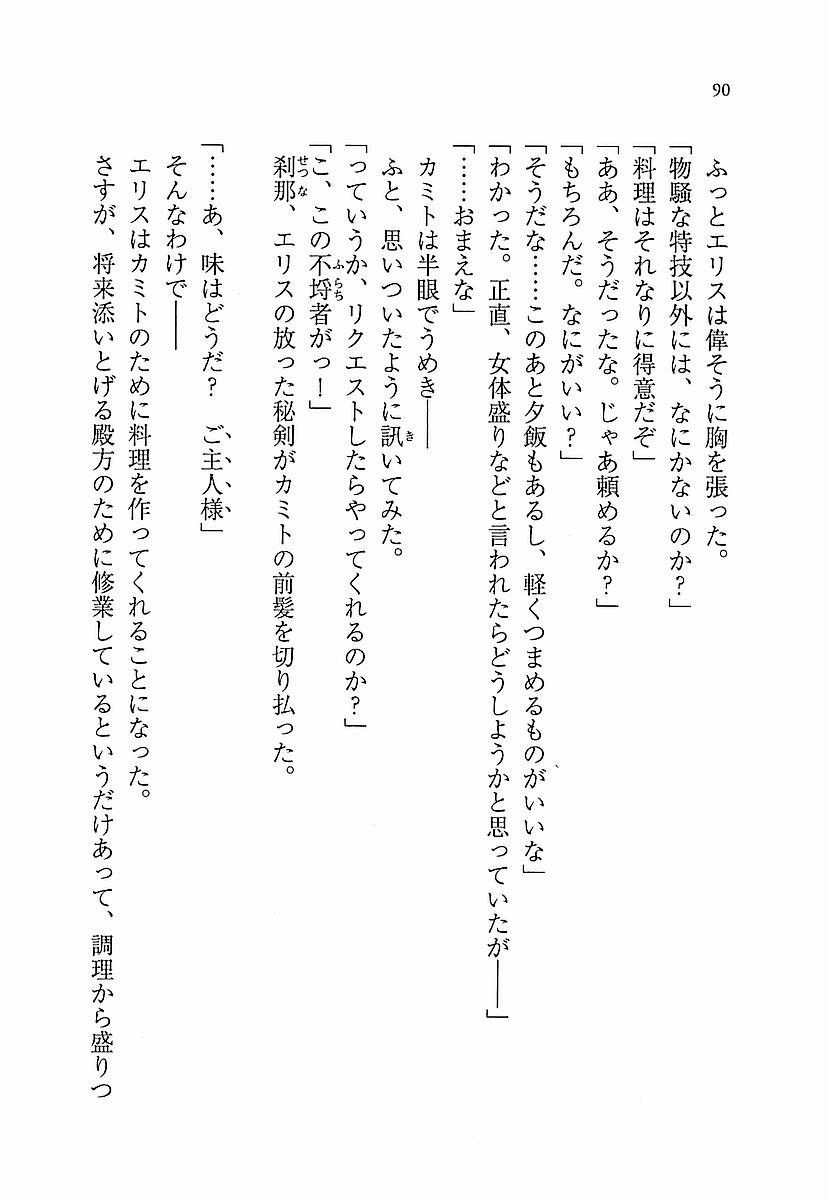 90
ふっとエリスは偉そうに胸を張った。
「物騒な特技以外には、なにかないのか?」
「料理はそれなりに得意だぞ」
「ああ、そうだったな。じゃあ頼めるか?」
「もちろんだ。なにがいい?」
「そうだな……このあと夕飯もあるし、軽くつまめるものがいいな」
「わかった。正直、女体盛りなどと言われたらどうしようかと思っていたが――」
「……おまえな」
カミトは半眼でうめき――
ふと、思いついたように訊いてみた。
「っていうか、リクエストしたらやってくれるのか?」
「こ、この不埒者がっ!」
刹那、エリスの放った秘剣がカミトの前髪を切り払った。
「……あ、味はどうだ? ご主人様」
そんなわけで――
エリスはカミトのために料理を作ってくれることになった。
さすが、将来添いとげる殿方のために修業しているというだけあって、調理から盛りつ